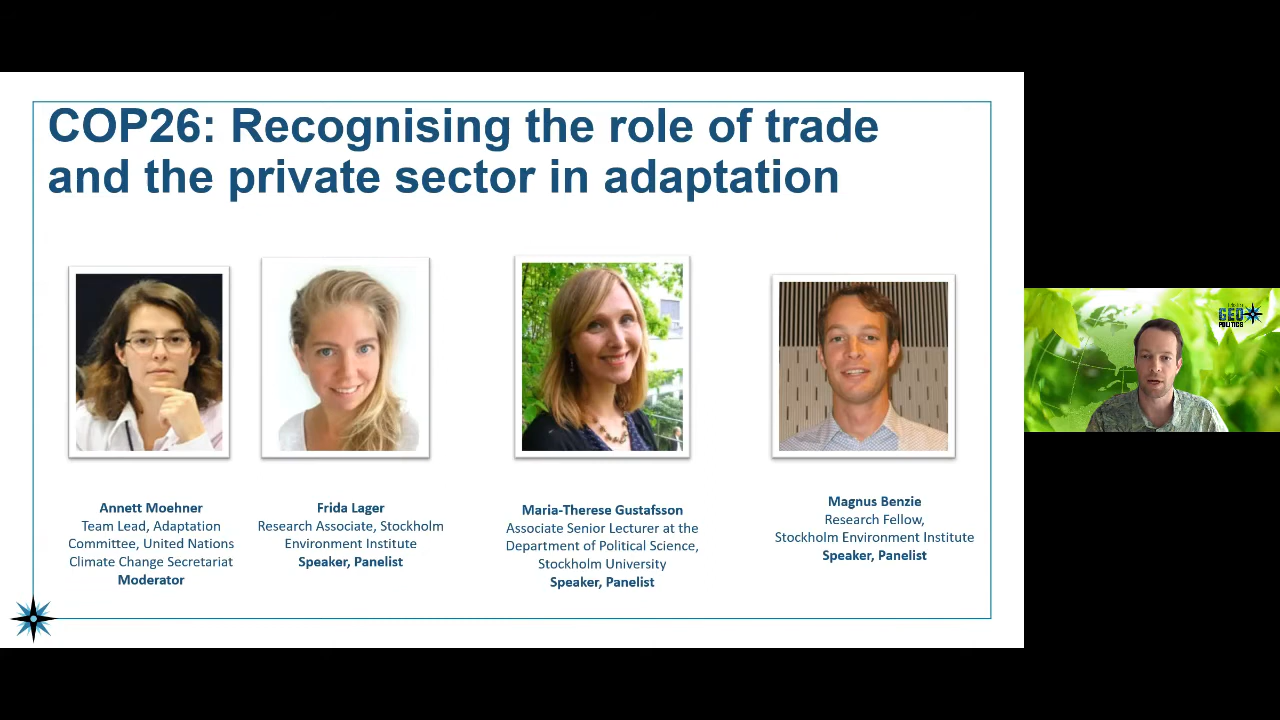 COP26: Recognising the role of trade
and the private sector in adaptation
Annett Moehner
Team Lead, Adaptation
Committee, United Nations
Climate Change Secretariat
Moderator
Frida Lager
Research Associate, Stockholm
Environment Institute
Speaker, Panelist
Maria-Therese Gustafsson
Associate Senior Lecturer at the
Department of Political Science,
Stockholm University
Speaker, Panelist
Magnus Benzie
Research Fellow,
Stockholm Environment Institute
Speaker, Panelist
GEO
POLITICS